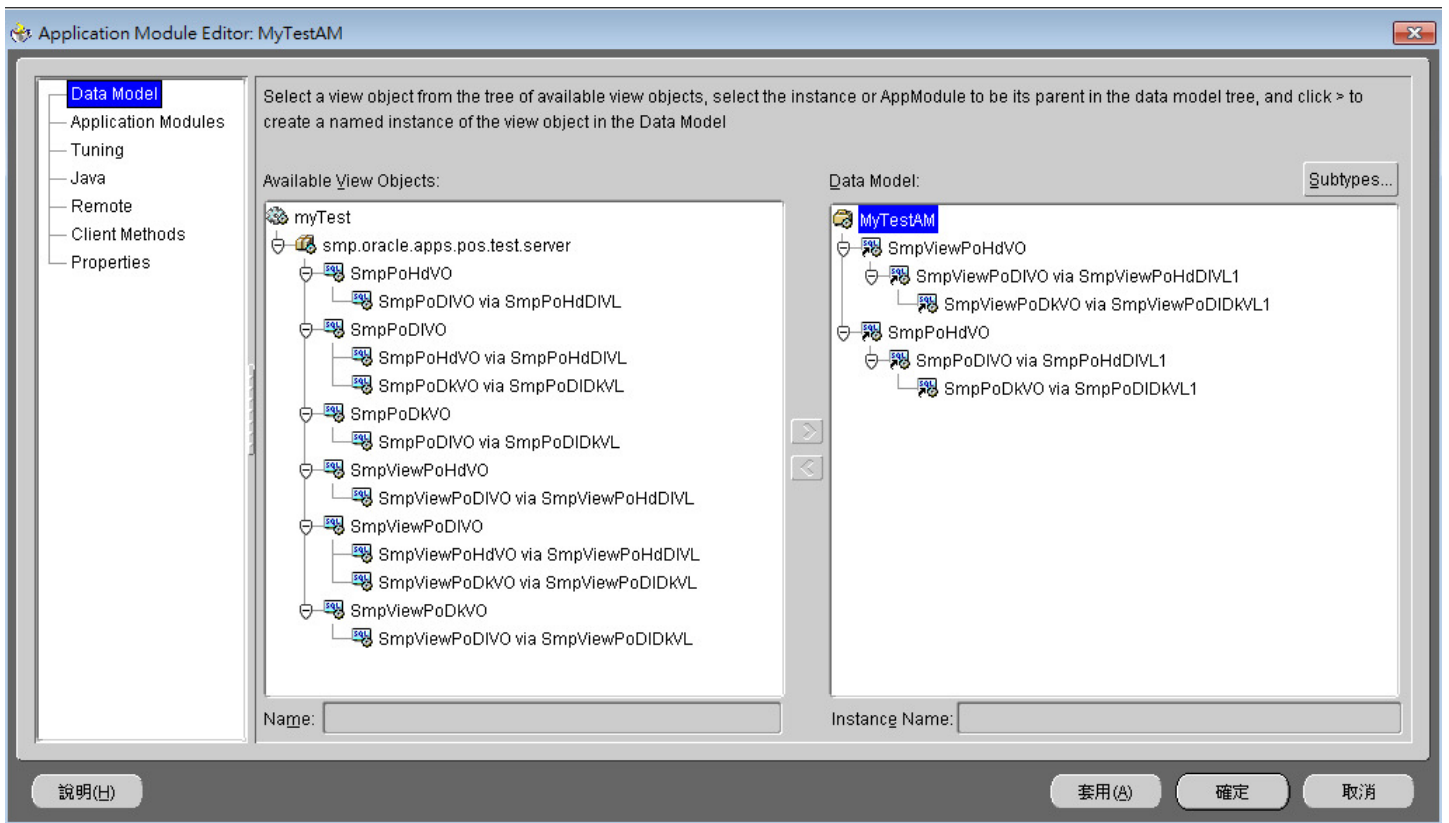 Application Module Editor: MyTestAM
Data Model
Application Modules
Tuning
Java
Remote
Client Methods
Properties
Select a view object from the tree of available view objects, select the instance or AppModule to be its parent in the data model tree, and click > to
create a named instance of the view object in the Data Model
Available View Objects:
myTest
smp.oracle.apps.pos.test.server
SmpPoHdVO
SmpPoDlVO via SmpPoHdDlVL
SmpPoDlVO
SmpPoHdVO via SmpPoHdDlVL
SmpPoDkVO via SmpPoDlDkVL
SmpPoDkVO
SmpPoDlVO via SmpPoDlDkVL
SmpViewPoHdVO
SmpViewPoDlVO via SmpViewPoHdDlVL
SmpViewPoDlVO
SmpViewPoHdVO via SmpViewPoHdDlVL
SmpViewPoDkVO via SmpViewPoDlDkVL
SmpViewPoDkVO
SmpViewPoDlVO via SmpViewPoDlDkVL
Name:
Data Model:
Subtypes...
MyTestAM
SmpViewPoHdVO
SmpViewPoDlVO via SmpViewPoHdDlVL1
SmpViewPoDkVO via SmpViewPoDlDkVL1
SmpPoHdVO
SmpPoDlVO via SmpPoHdDlVL1
SmpPoDkVO via SmpPoDlDkVL1
Instance Name:
說明(H)
套用(A)
確定
取消